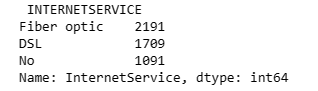 INTERNETSERVICE
Fiber optic    2191
DSL            1709
No             1091
Name: InternetService, dtype: int64